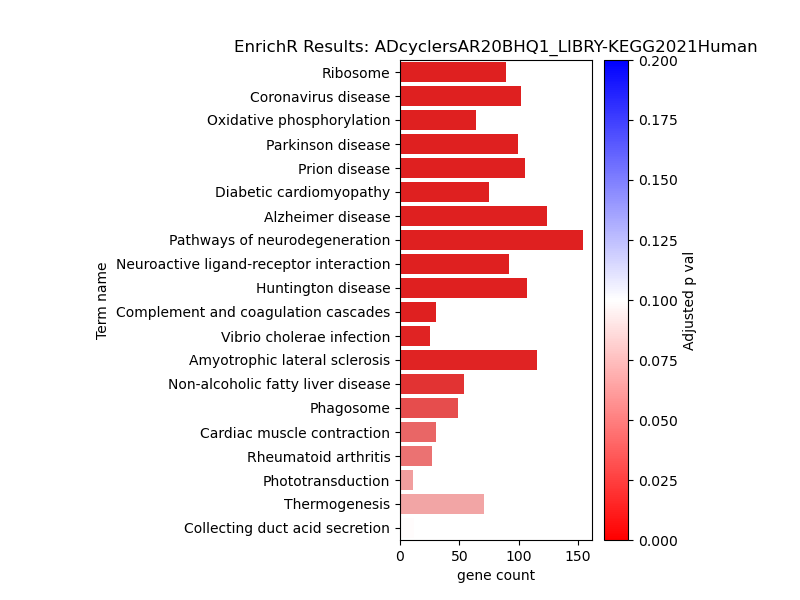 EnrichR Results: ADcyclersAR20BHQ1_LIBRY-KEGG2021Human
Ribosome
Coronavirus disease
Oxidative phosphorylation
Parkinson disease
Prion disease
Diabetic cardiomyopathy
Alzheimer disease
Pathways of neurodegeneration
Neuroactive ligand-receptor interaction
Huntington disease
Complement and coagulation cascades
Vibrio cholerae infection
Amyotrophic lateral sclerosis
Non-alcoholic fatty liver disease
Phagosome
Cardiac muscle contraction
Rheumatoid arthritis
Phototransduction
Thermogenesis
Collecting duct acid secretion
Term name
0 50 100 150
gene count
0.200
0.175
0.150
0.125
0.100
0.075
0.050
0.025
0.000
Adjusted p val